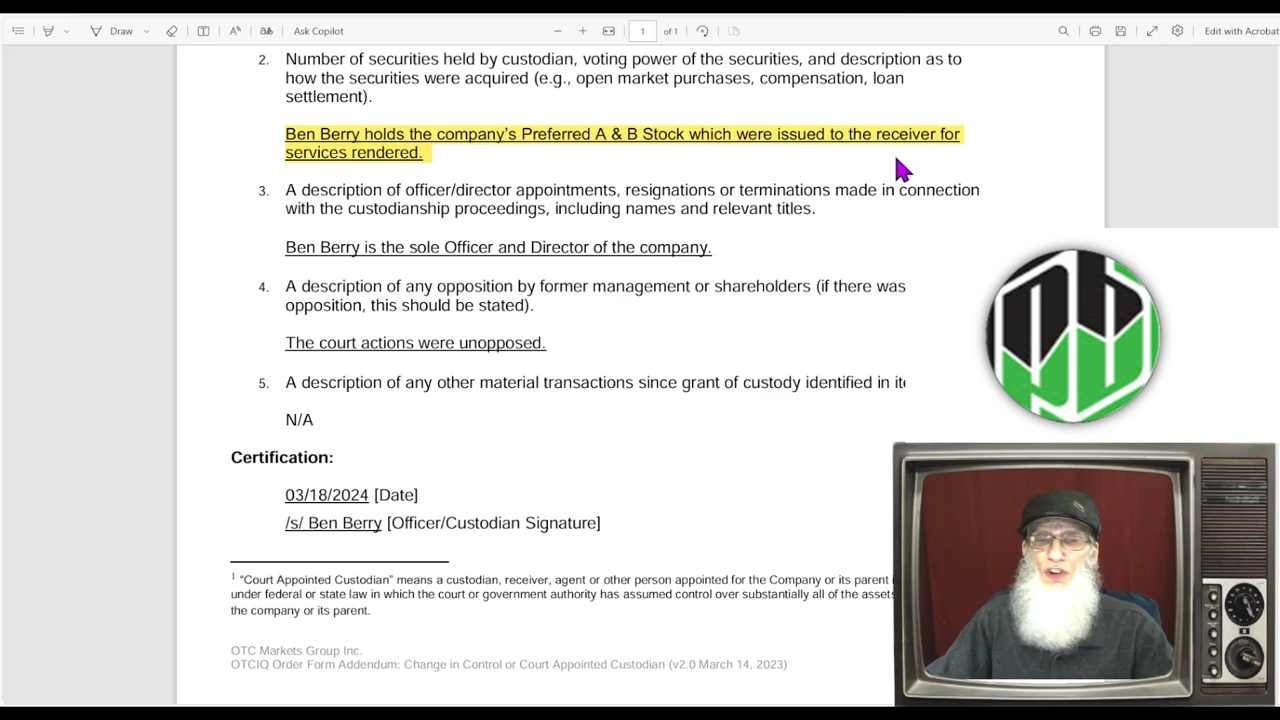 Draw
Ask Copilot
1 of 1
Edit with Acrobat
2. Number of securities held by custodian, voting power of the securities, and description as to
how the securities were acquired (e.g., open market purchases, compensation, loan
settlement).
Ben Berry holds the company's Preferred A & B Stock which were issued to the receiver for
services rendered.
3. A description of officer/director appointments, resignations or terminations made in connection
with the custodianship proceedings, including names and relevant titles.
Ben Berry is the sole Officer and Director of the company.
4. A description of any opposition by former management or shareholders (if there was
opposition, this should be stated).
The court actions were unopposed.
5. A description of any other material transactions since grant of custody identified in
N/A
Certification:
03/18/2024 [Date]
/s/ Ben Berry [Officer/Custodian Signature]
1 "Court Appointed Custodian" means a custodian, receiver, agent or other person appointed for the Company or its parent
under federal or state law in which the court or government authority has assumed control over substantially all of the assets
the company or its parent.
OTC Markets Group Inc.
OTCIQ Order Form Addendum: Change in Control or Court Appointed Custodian (v2.0 March 14, 2023)